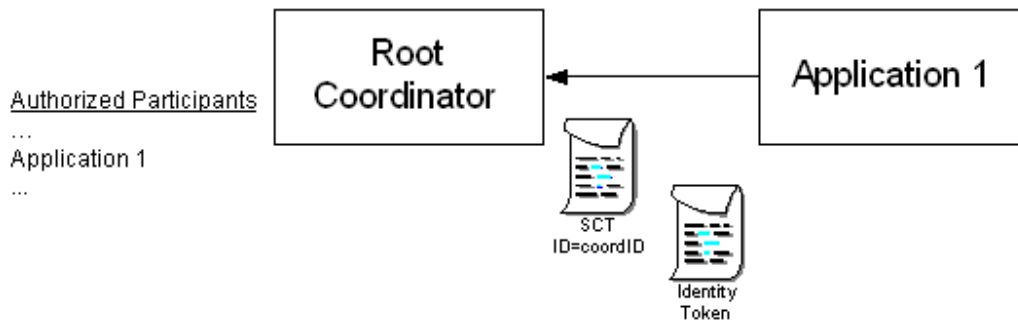 Root
Coordinator
Application 1
Authorized Participants
...
Application 1
...
SCT
ID=coordID
Identity
Token